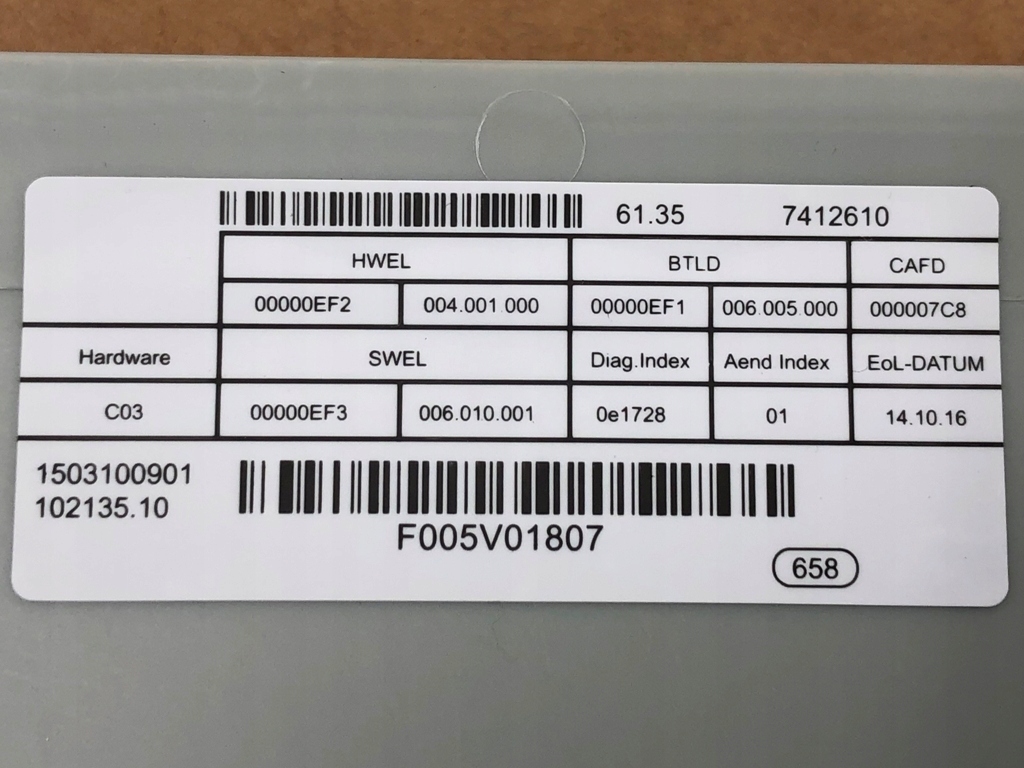 61.35 7412610
HWEL BTLD CAFD
00000EF2 004.001.000 00000EF1 006.005.000 000007C8
Hardware SWEL Diag.Index Aend Index EoL-DATUM
C03 00000EF3 006.010.001 0e1728 01 14.10.16
1503100901
102135.10
F005V01807
658